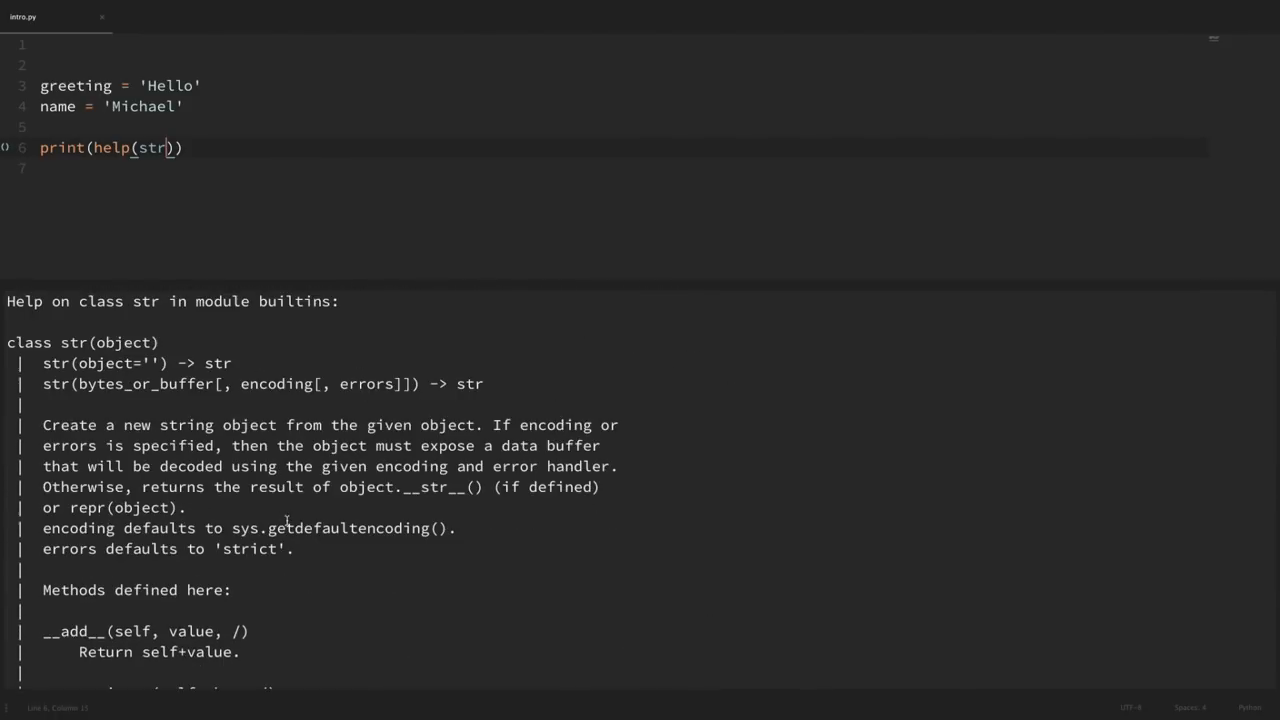 intro.py ×
1
2
3 greeting = 'Hello'
4 name = 'Michael'
5
() 6 print(help(str))
7
Help on class str in module builtins:
class str(object)
| str(object='') -> str
| str(bytes_or_buffer[, encoding[, errors]]) -> str
|
| Create a new string object from the given object. If encoding or
| errors is specified, then the object must expose a data buffer
| that will be decoded using the given encoding and error handler.
| Otherwise, returns the result of object.__str__() (if defined)
| or repr(object).
| encoding defaults to sys.getdefaultencoding().
| errors defaults to 'strict'.
|
| Methods defined here:
|
| __add__(self, value, /)
| Return self+value.
|
Line 6, Column 15 UTF-8 Spaces: 4 Python